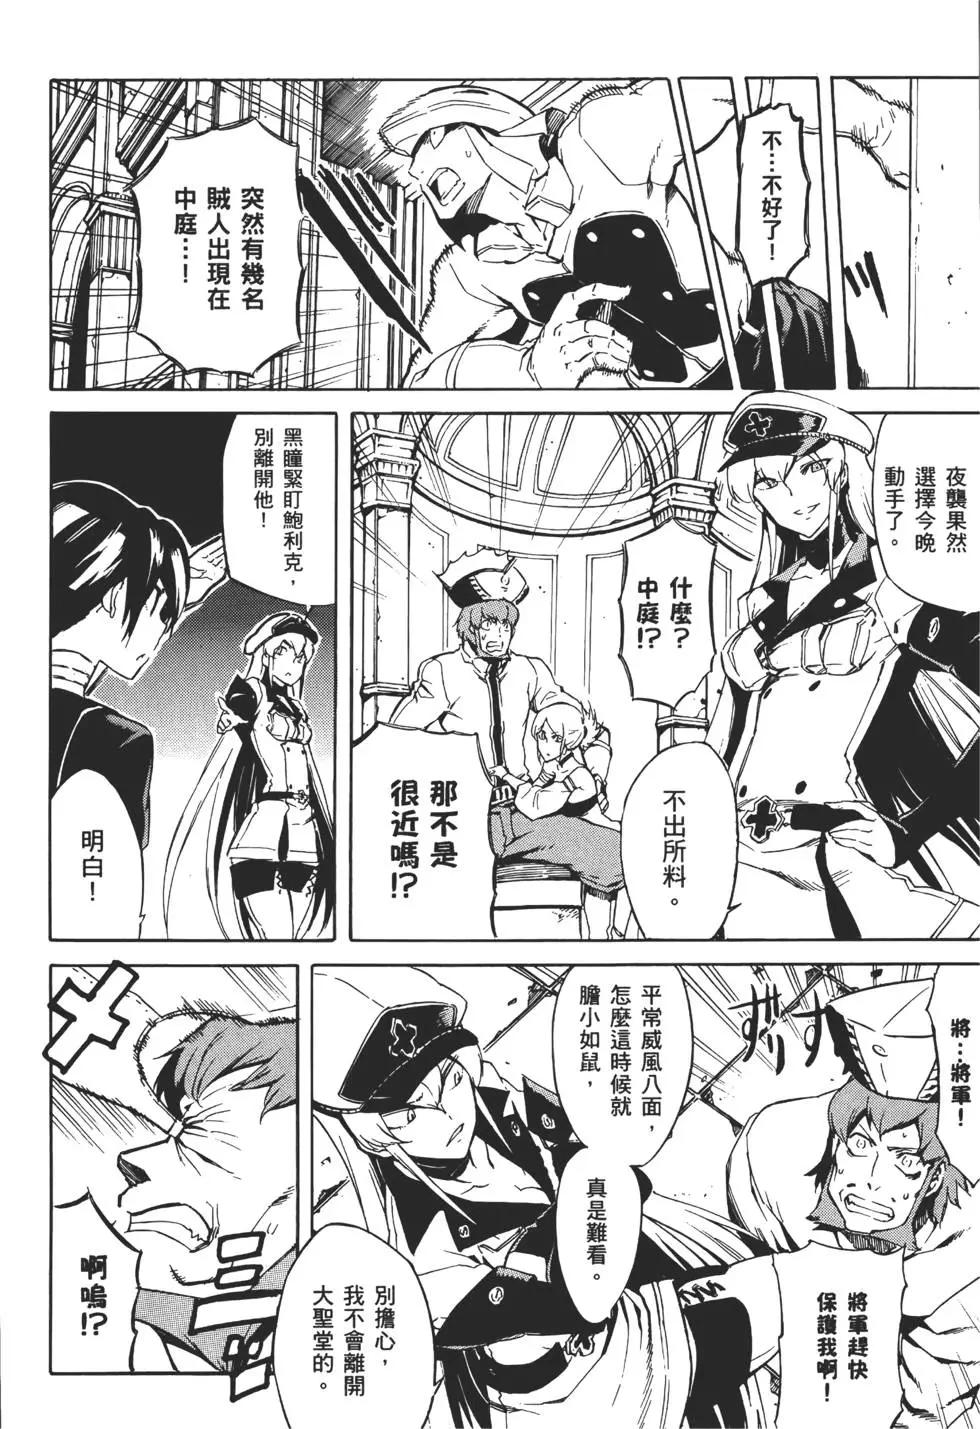 不…不好了！
突然有幾名
賊人出現在
中庭…！
夜襲果然
選擇今晚
動手了。
什麼？
中庭!?
不出所料。
那不是
很近嗎!?
黑瞳緊盯鮑利克，
別離開他！
明白！
將…將軍！
將軍趕快
保護我啊！
ずずず
平常威風八面，
怎麼這時候就
膽小如鼠，
真是難看。
別擔心，
我不會離開
大聖堂的。
啊嗚!?